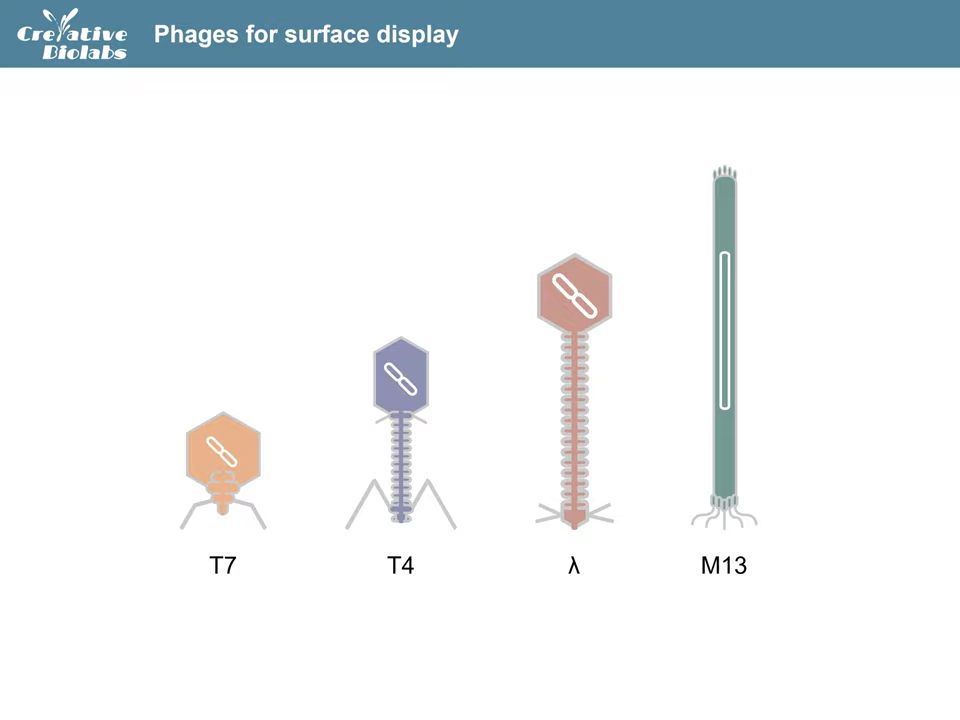 Creative
Biolabs
Phages for surface display
T7
T4
λ
M13